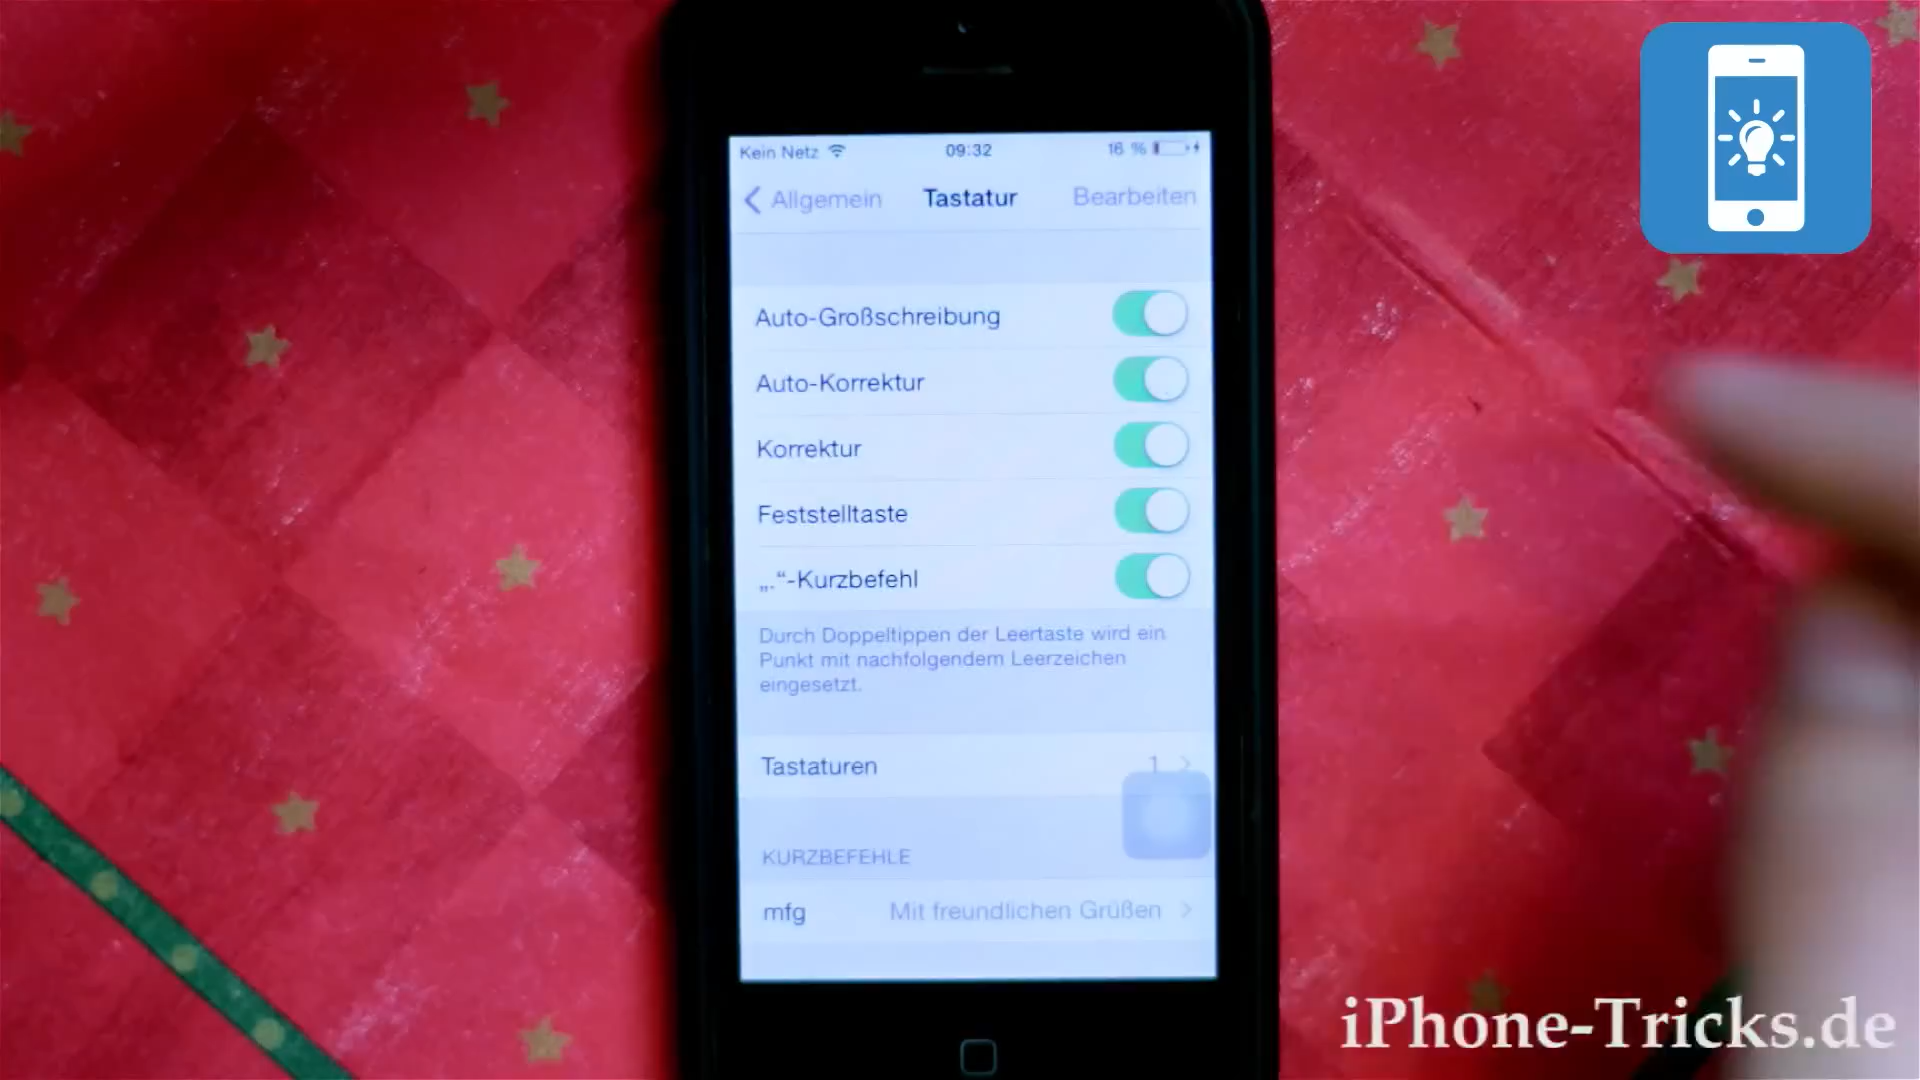 Kein Netz 09:32 16 %
Allgemein Tastatur Bearbeiten
Auto-Großschreibung
Auto-Korrektur
Korrektur
Feststelltaste
„.“-Kurzbefehl
Durch Doppeltippen der Leertaste wird ein
Punkt mit nachfolgendem Leerzeichen
eingesetzt.
Tastaturen 1
KURZBEFEHLE
mfg Mit freundlichen Grüßen
iPhone-Tricks.de